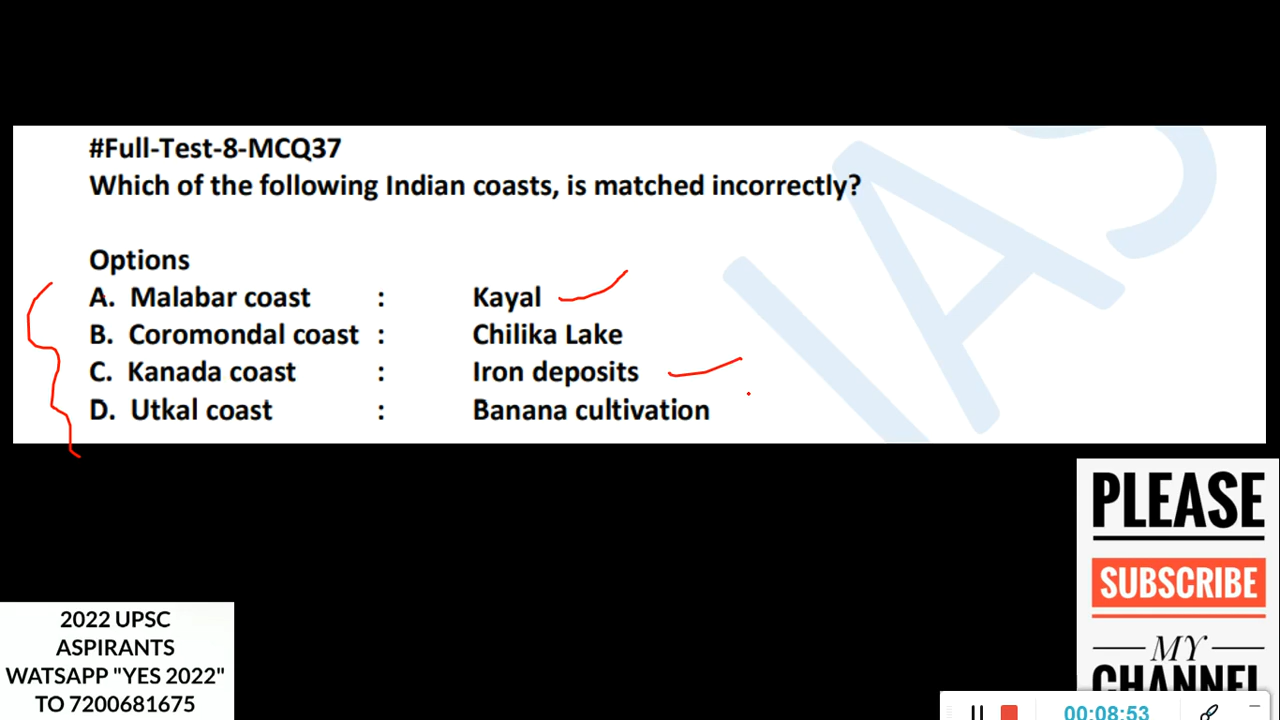 #Full-Test-8-MCQ37
Which of the following Indian coasts, is matched incorrectly?
Options
A. Malabar coast : Kayal
B. Coromondal coast : Chilika Lake
C. Kanada coast : Iron deposits
D. Utkal coast : Banana cultivation
IAS
PLEASE
SUBSCRIBE
MY
CHANNEL
2022 UPSC
ASPIRANTS
WATSAPP "YES 2022"
TO 7200681675
00:08:53